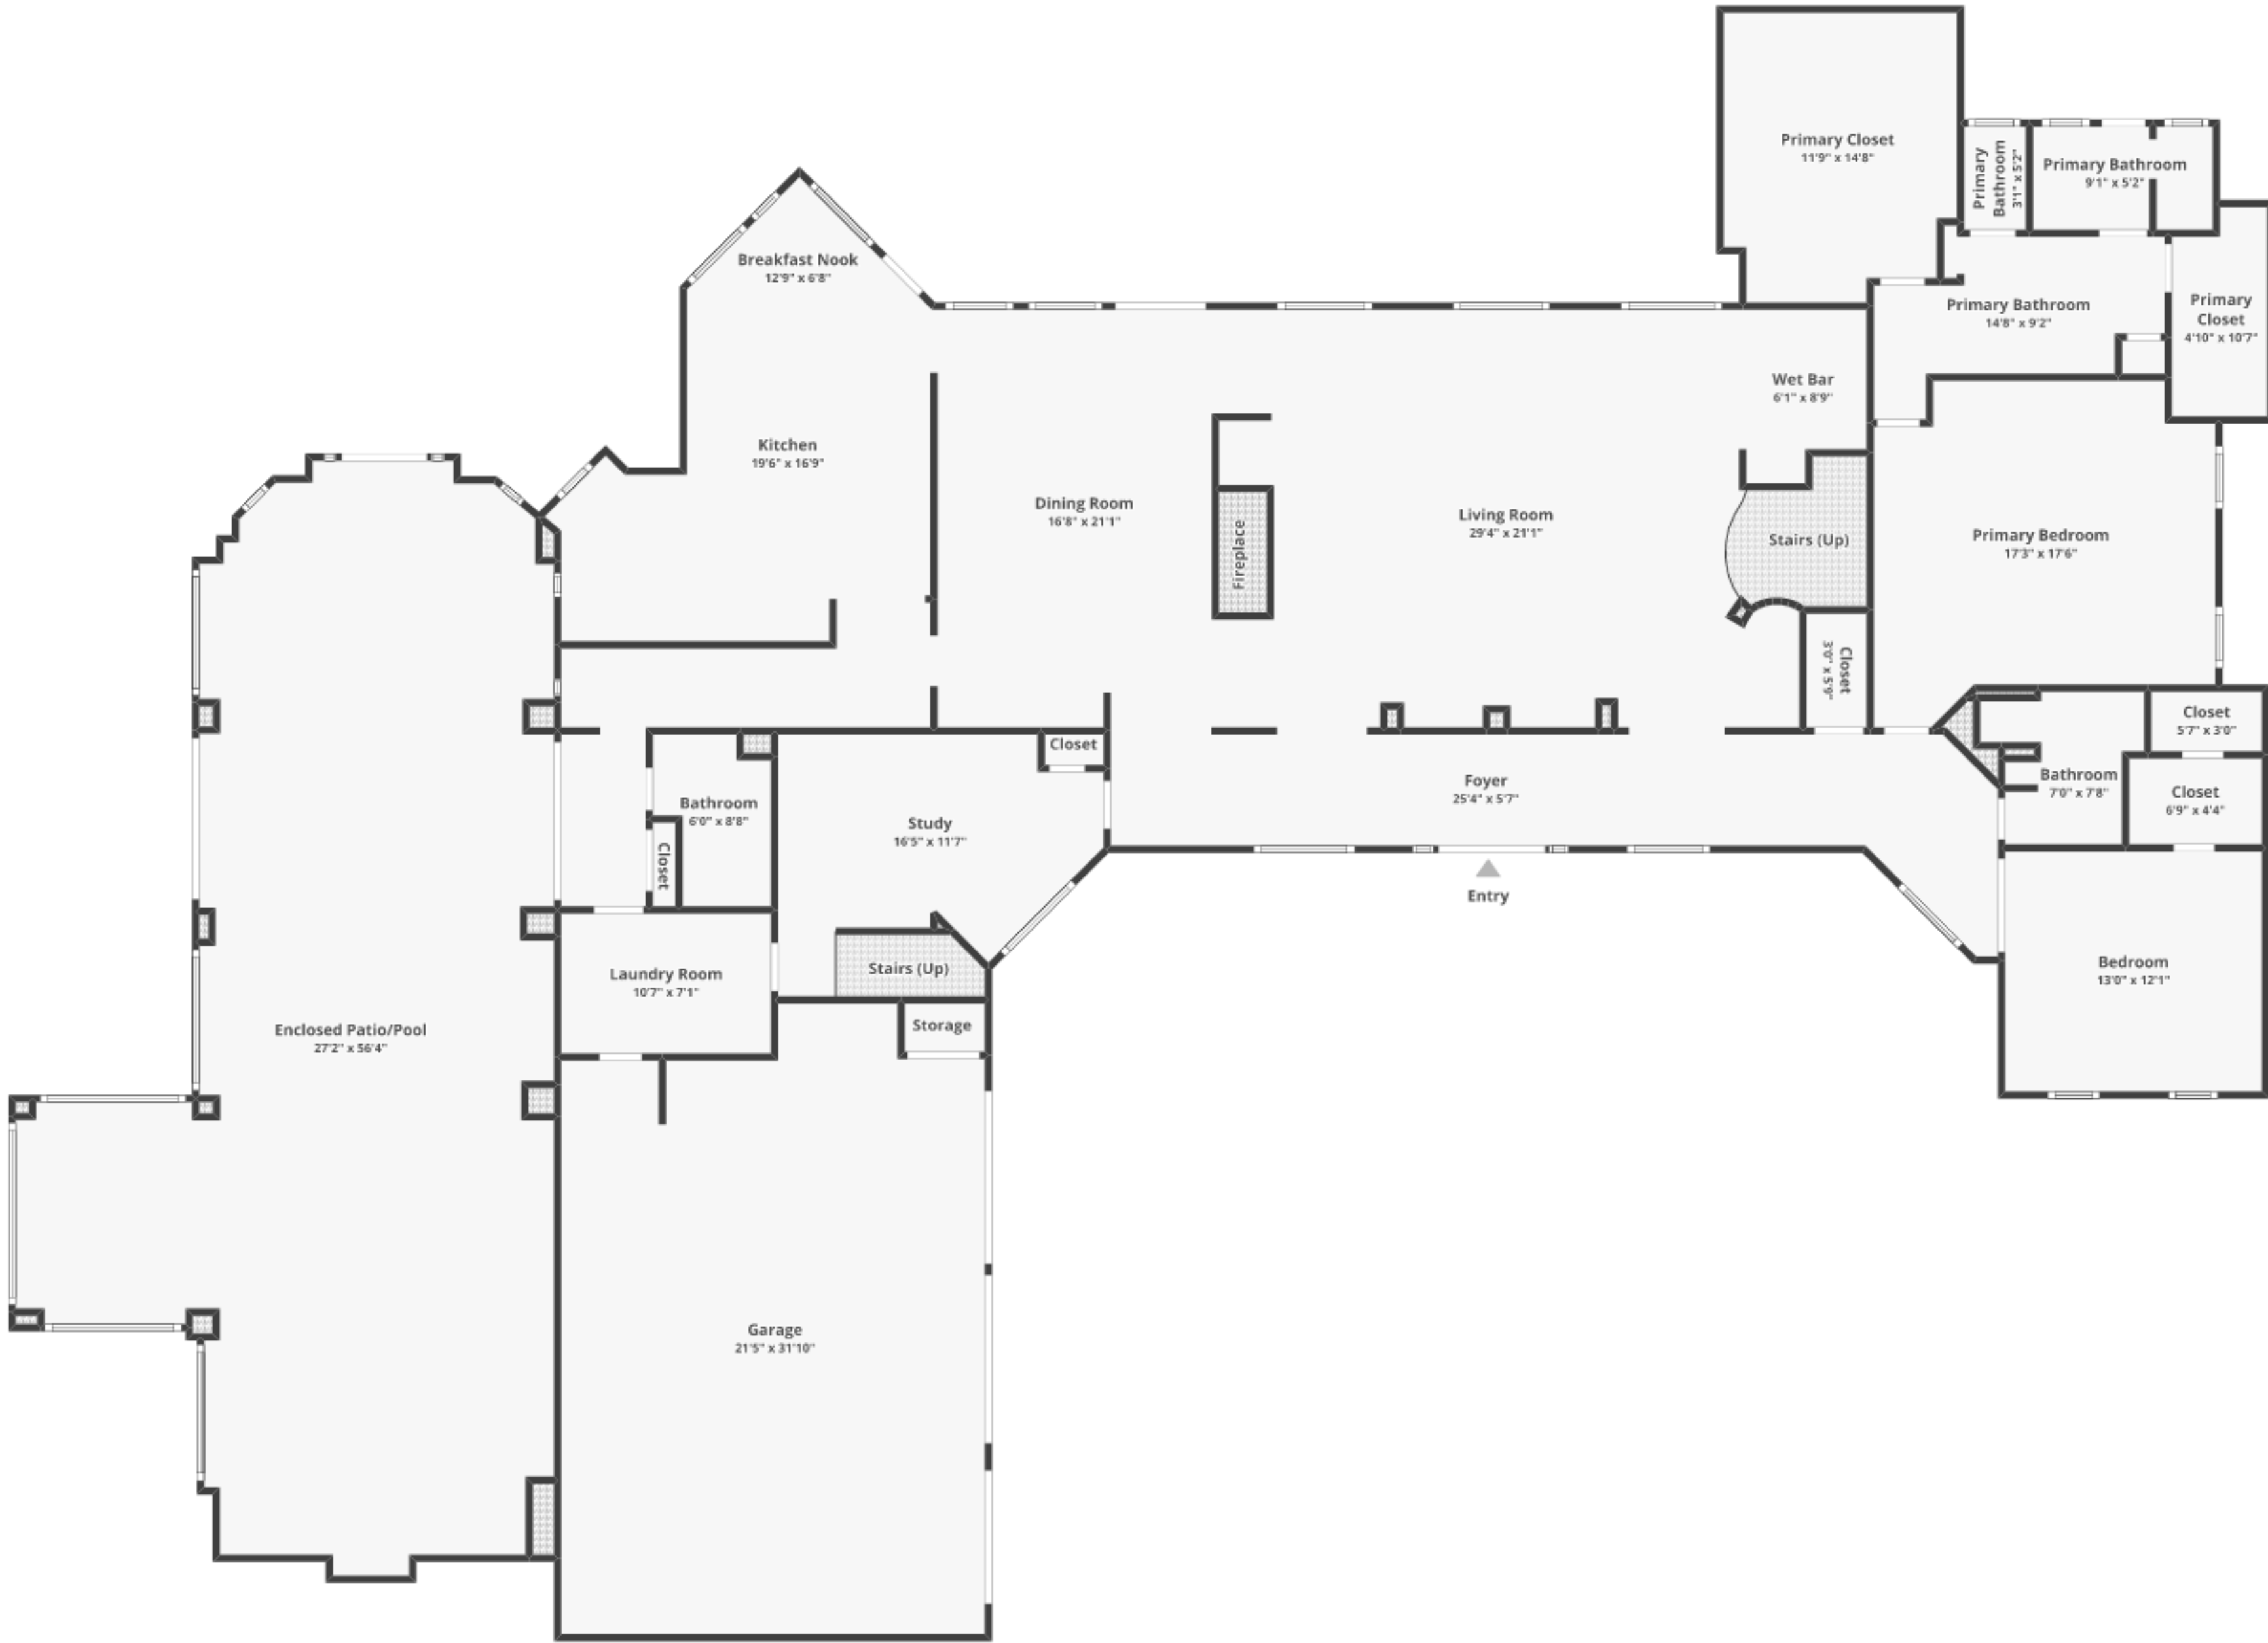 Primary Closet
11'9" x 14'8"
Primary
Bathroom
3'1" x 5'2"
Primary Bathroom
9'1" x 5'2"
Breakfast Nook
12'9" x 6'8"
Primary Bathroom
14'8" x 9'2"
Primary
Closet
4'10" x 10'7"
Wet Bar
6'1" x 8'9"
Kitchen
19'6" x 16'9"
Dining Room
16'8" x 21'1"
Fireplace
Living Room
29'4" x 21'1"
Stairs (Up)
Primary Bedroom
17'3" x 17'6"
Closet
3'0" x 5'9"
Closet
5'7" x 3'0"
Closet
Bathroom
7'0" x 7'8"
Closet
6'9" x 4'4"
Foyer
25'4" x 5'7"
Bathroom
6'0" x 8'8"
Closet
Study
16'5" x 11'7"
Entry
Laundry Room
10'7" x 7'1"
Stairs (Up)
Bedroom
13'0" x 12'1"
Storage
Enclosed Patio/Pool
27'2" x 56'4"
Garage
21'5" x 31'10"